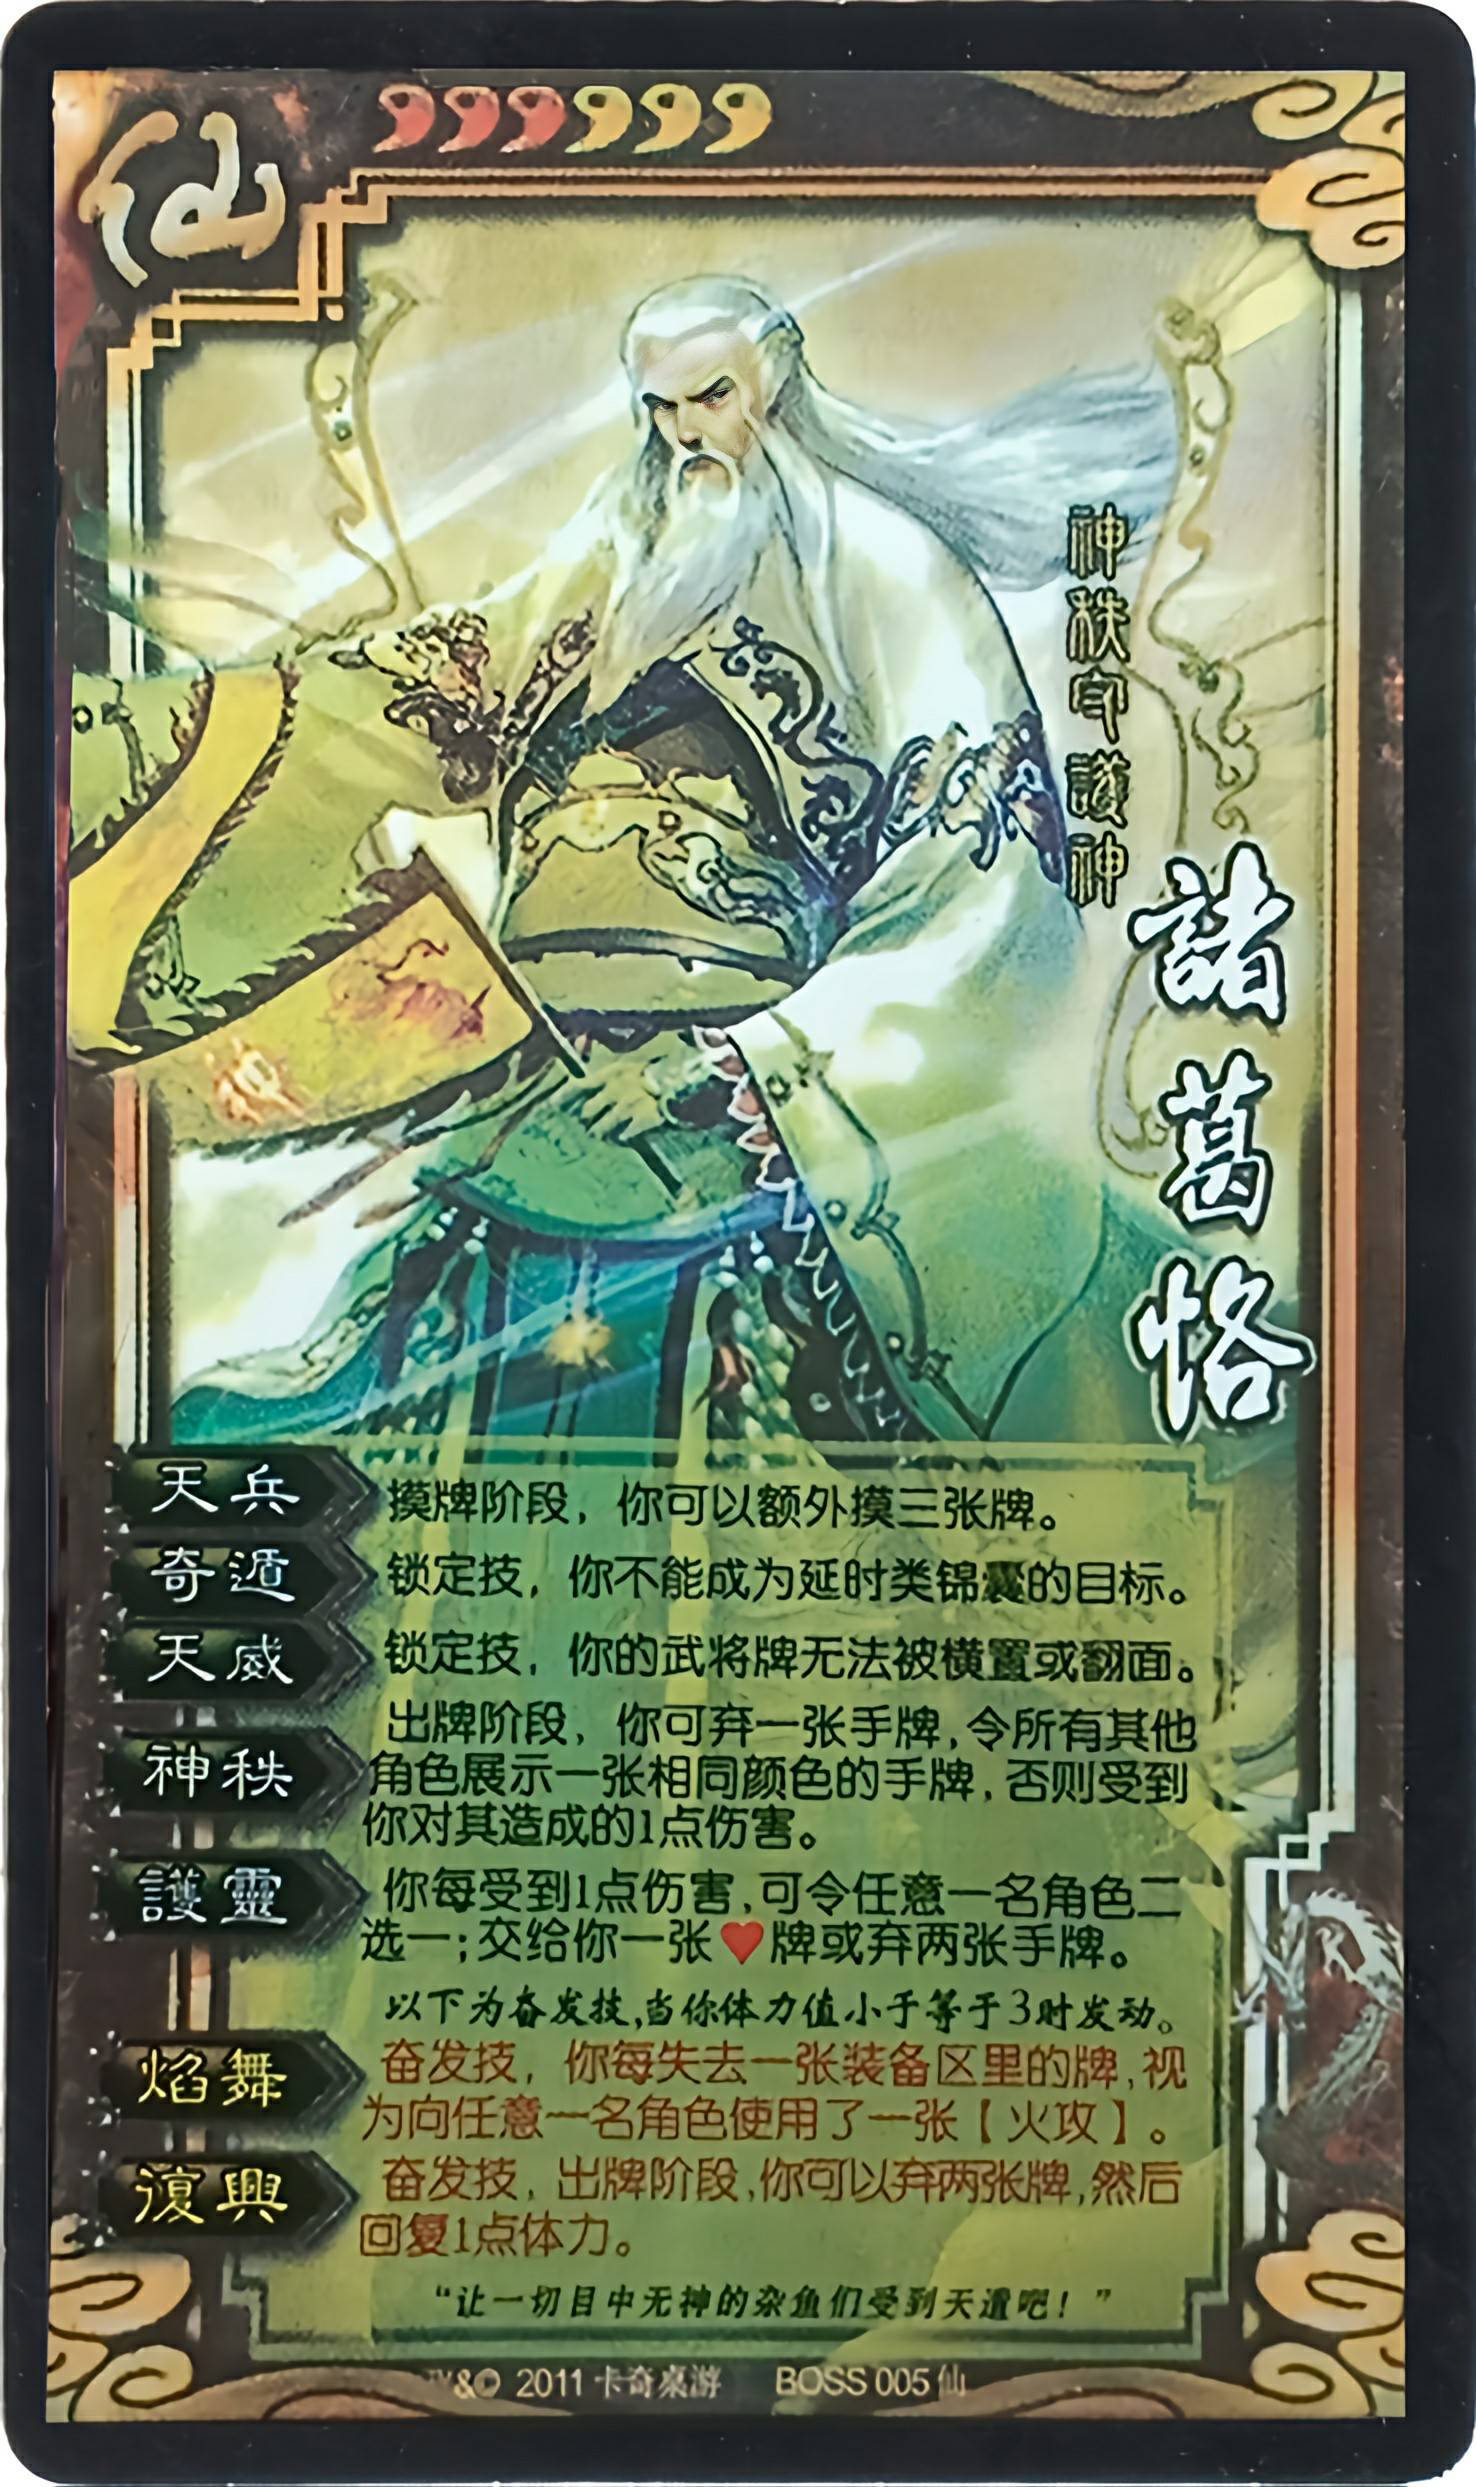 仙
神秩守護神
諸葛恪
天兵
摸牌阶段，你可以额外摸三张牌。
奇遁
锁定技，你不能成为延时类锦囊的目标。
天威
锁定技，你的武将牌无法被横置或翻面。
神秩
出牌阶段，你可弃一张手牌，令所有其他
角色展示一张相同颜色的手牌，否则受到
你对其造成的1点伤害。
護靈
你每受到1点伤害，可令任意一名角色二
选一；交给你一张♥牌或弃两张手牌。
以下为奋发技，当你体力值小于等于3时发动。
焰舞
奋发技，你每失去一张装备区里的牌，视
为向任意一名角色使用了一张【火攻】。
復興
奋发技，出牌阶段，你可以弃两张牌，然后
回复1点体力。
“让一切目中无神的杂鱼们受到天遣吧！”
&© 2011 卡奇桌游 BOSS 005 仙